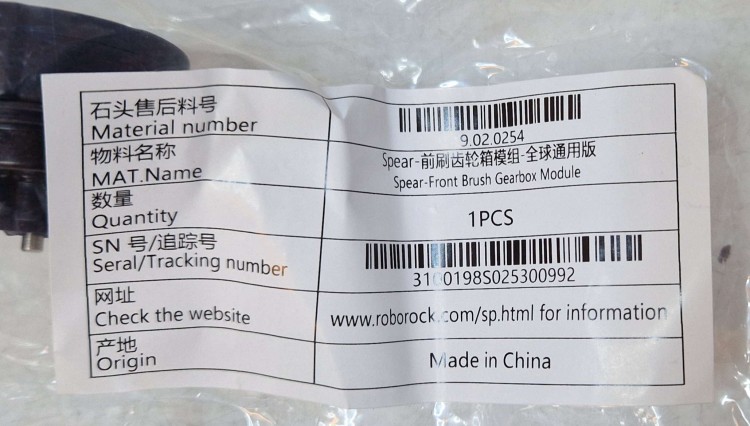 石头售后料号
Material number
9.02.0254
物料名称
MAT.Name
Spear-前刷齿轮箱模组-全球通用版
Spear-Front Brush Gearbox Module
数量
Quantity
1PCS
SN 号/追踪号
Seral/Tracking number
3100198S025300992
网址
Check the website
www.roborock.com/sp.html for information
产地
Origin
Made in China